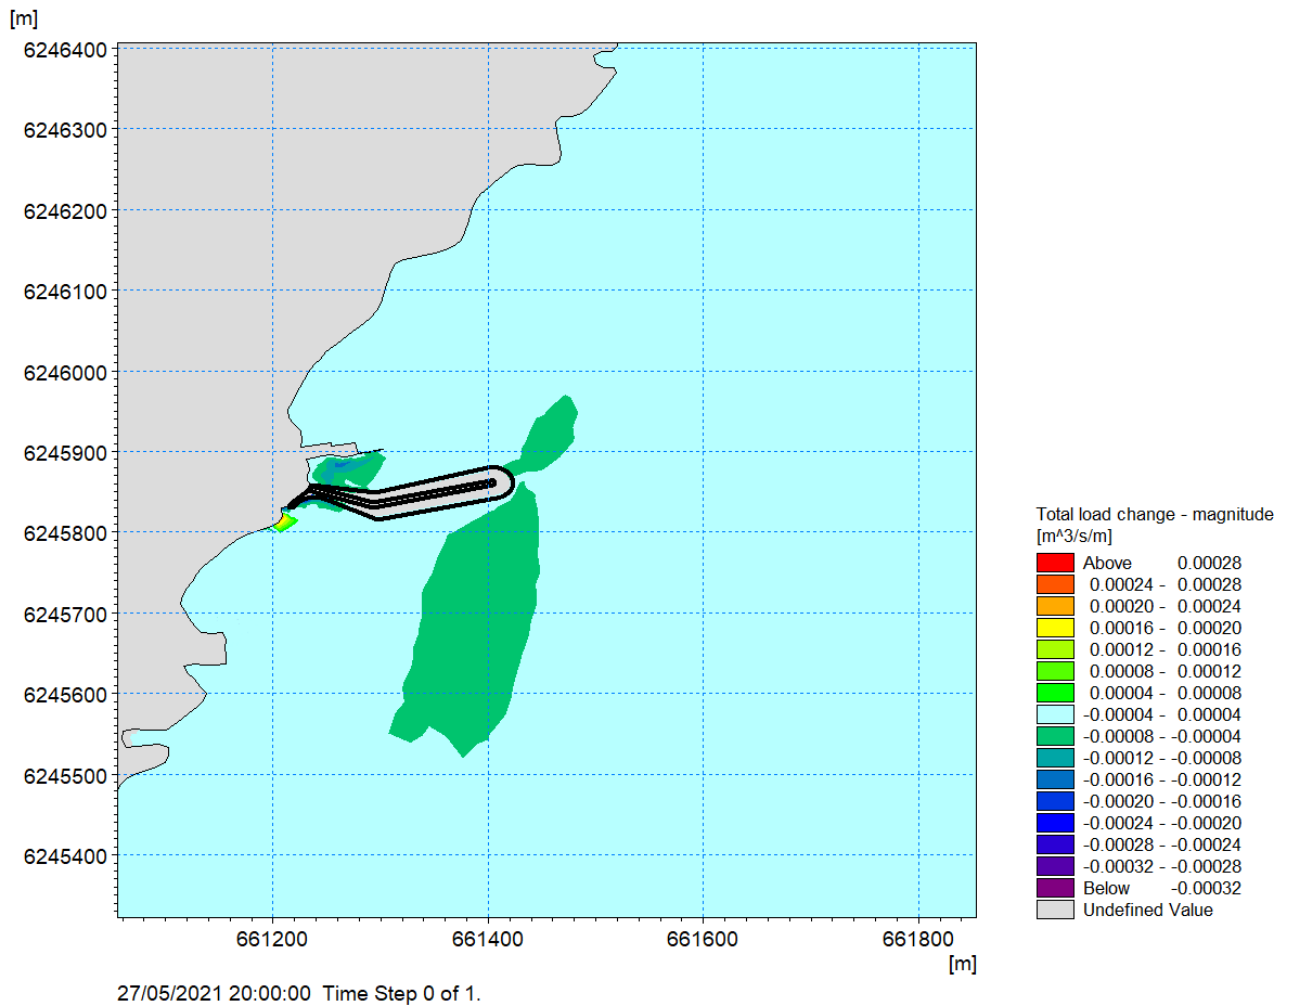 [m]
6246400
6246300
6246200
6246100
6246000
6245900
6245800
6245700
6245600
6245500
6245400
661200 661400 661600 661800
[m]
27/05/2021 20:00:00 Time Step 0 of 1.
Total load change - magnitude
[m^3/s/m]
Above 0.00028
0.00024 - 0.00028
0.00020 - 0.00024
0.00016 - 0.00020
0.00012 - 0.00016
0.00008 - 0.00012
0.00004 - 0.00008
-0.00004 - 0.00004
-0.00008 - -0.00004
-0.00012 - -0.00008
-0.00016 - -0.00012
-0.00020 - -0.00016
-0.00024 - -0.00020
-0.00028 - -0.00024
-0.00032 - -0.00028
Below -0.00032
Undefined Value